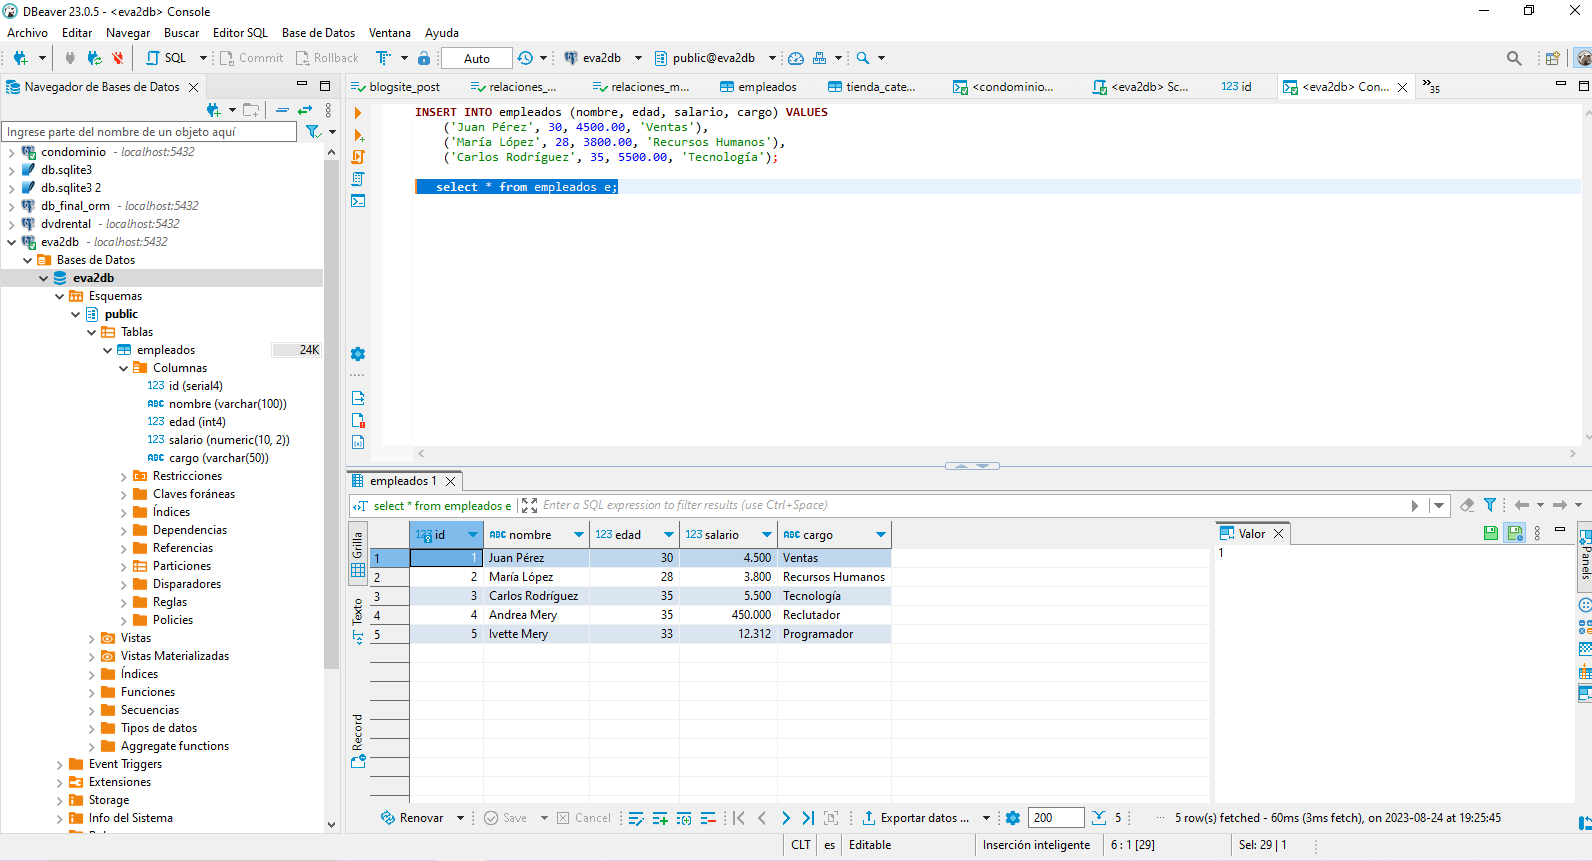 DBeaver 23.0.5 - <eva2db> Console
Archivo Editar Navegar Buscar Editor SQL Base de Datos Ventana Ayuda
SQL Commit Rollback Auto eva2db public@eva2db
Navegador de Bases de Datos
blogsite_post relaciones_... relaciones_m... empleados tienda_cate... <condominio... <eva2db> Sc... 123 id <eva2db> Con... »35
Ingrese parte del nombre de un objeto aquí
condominio - localhost:5432
db.sqlite3
db.sqlite3 2
db_final_orm - localhost:5432
dvdrental - localhost:5432
eva2db - localhost:5432
Bases de Datos
eva2db
Esquemas
public
Tablas
empleados 24K
Columnas
123 id (serial4)
ABC nombre (varchar(100))
123 edad (int4)
123 salario (numeric(10, 2))
ABC cargo (varchar(50))
Restricciones
Claves foráneas
Índices
Dependencias
Referencias
Particiones
Disparadores
Reglas
Policies
Vistas
Vistas Materializadas
Índices
Funciones
Secuencias
Tipos de datos
Aggregate functions
Event Triggers
Extensiones
Storage
Info del Sistema
INSERT INTO empleados (nombre, edad, salario, cargo) VALUES
('Juan Pérez', 30, 4500.00, 'Ventas'),
('María López', 28, 3800.00, 'Recursos Humanos'),
('Carlos Rodríguez', 35, 5500.00, 'Tecnología');
select * from empleados e;
empleados 1
select * from empleados e Enter a SQL expression to filter results (use Ctrl+Space)
Grilla
Texto
Record
123 id ABC nombre 123 edad 123 salario ABC cargo
1 1 Juan Pérez 30 4.500 Ventas
2 2 María López 28 3.800 Recursos Humanos
3 3 Carlos Rodríguez 35 5.500 Tecnología
4 4 Andrea Mery 35 450.000 Reclutador
5 5 Ivette Mery 33 12.312 Programador
Valor
1
Panels
Renovar Save Cancel Exportar datos ... 200 5 5 row(s) fetched - 60ms (3ms fetch), on 2023-08-24 at 19:25:45
CLT es Editable Inserción inteligente 6 : 1 [29] Sel: 29 | 1